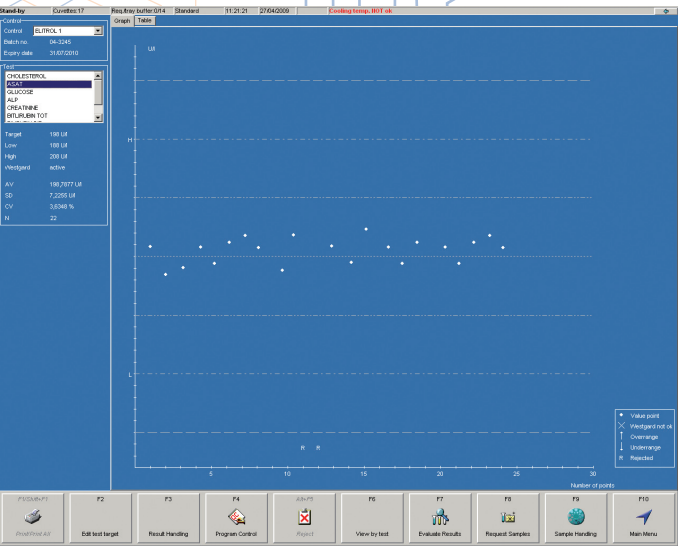 Stand-by Cuvettes:17 Req./tray buffer:0/14 Standard 11:21:21 27/04/2009 Cooling temp. NOT ok
Control
Control ELITROL 1
Batch no. 04-3245
Expiry date 31/07/2010
Test
CHOLESTEROL
ASAT
GLUCOSE
ALP
CREATININE
BITLIRUBIN TOT
Target 198 U/l
Low 188 U/l
High 208 U/l
Westgard active
AV 198,7877 U/l
SD 7,2255 U/l
CV 3,6348 %
N 22
Graph Table
U/l
H
L
R R
5 10 15 20 25 30
Number of points
Value point
Westgard not ok
Overrange
Underrange
R Rejected
F1/Shift+F1 F2 F3 F4 Alt+F5 F6 F7 F8 F9 F10
Print/Print All Edit test target Result Handling Program Control Reject View by test Evaluate Results Request Samples Sample Handling Main Menu